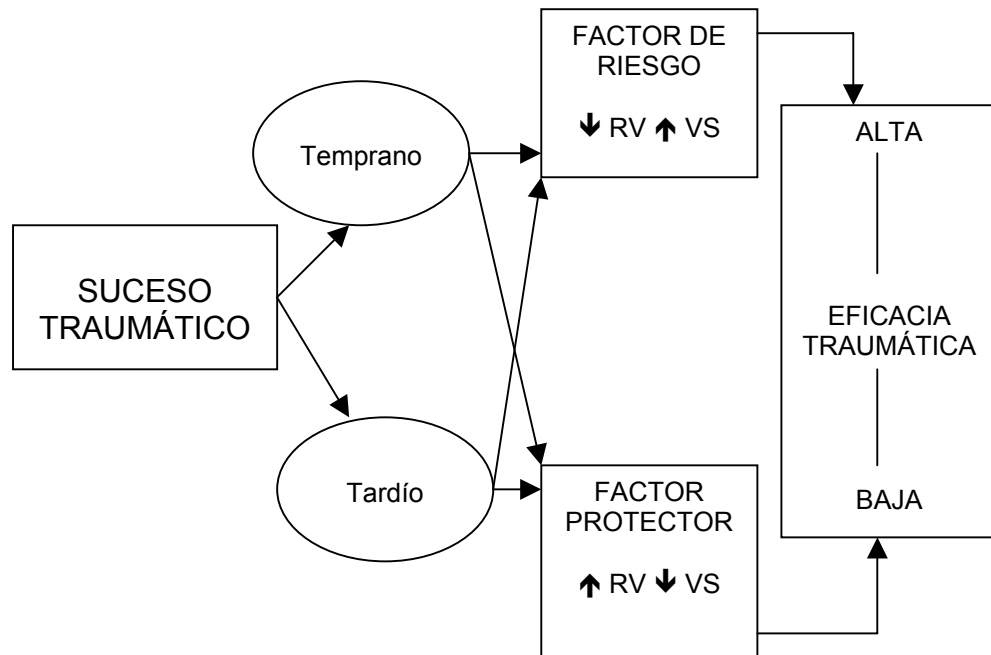 FACTOR DE
RIESGO
🡻 RV 🡹 VS
Temprano
ALTA
SUCESO
TRAUMÁTICO
EFICACIA
TRAUMÁTICA
Tardío
FACTOR
PROTECTOR
🡹 RV 🡻 VS
BAJA